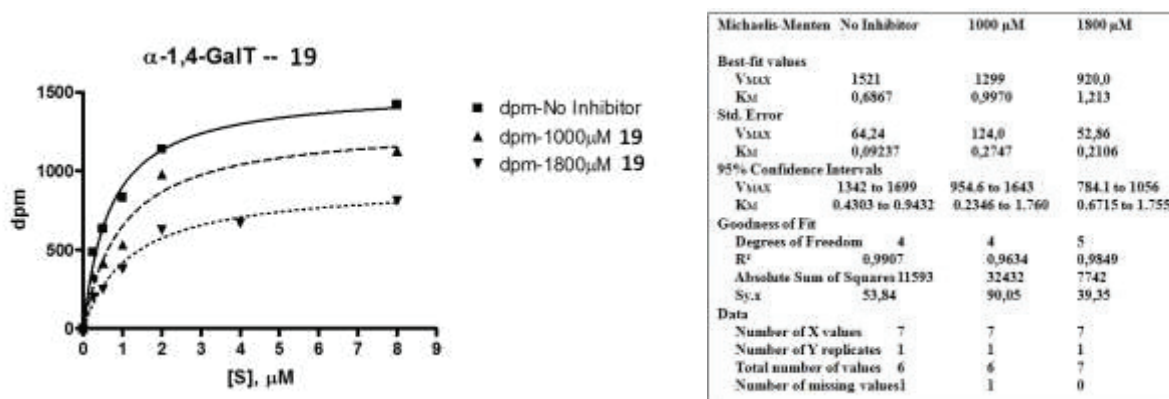 α-1,4-GalT -- 19
1500
1000
500
0
dpm
0 1 2 3 4 5 6 7 8 9
[S], μM
dpm-No Inhibitor
dpm-1000μM 19
dpm-1800μM 19
Michaelis-Menten No Inhibitor 1000 μM 1800 μM
Best-fit values
VMAX 1521 1299 920,0
KM 0,6867 0,9970 1,213
Std. Error
VMAX 64,24 124,0 52,86
KM 0,09237 0,2747 0,2106
95% Confidence Intervals
VMAX 1342 to 1699 954.6 to 1643 784.1 to 1056
KM 0.4303 to 0.9432 0.2346 to 1.760 0.6715 to 1.755
Goodness of Fit
Degrees of Freedom 4 4 5
R² 0,9907 0,9634 0,9849
Absolute Sum of Squares 11593 32432 7742
Sy.x 53,84 90,05 39,35
Data
Number of X values 7 7 7
Number of Y replicates 1 1 1
Total number of values 6 6 7
Number of missing values1 1 0